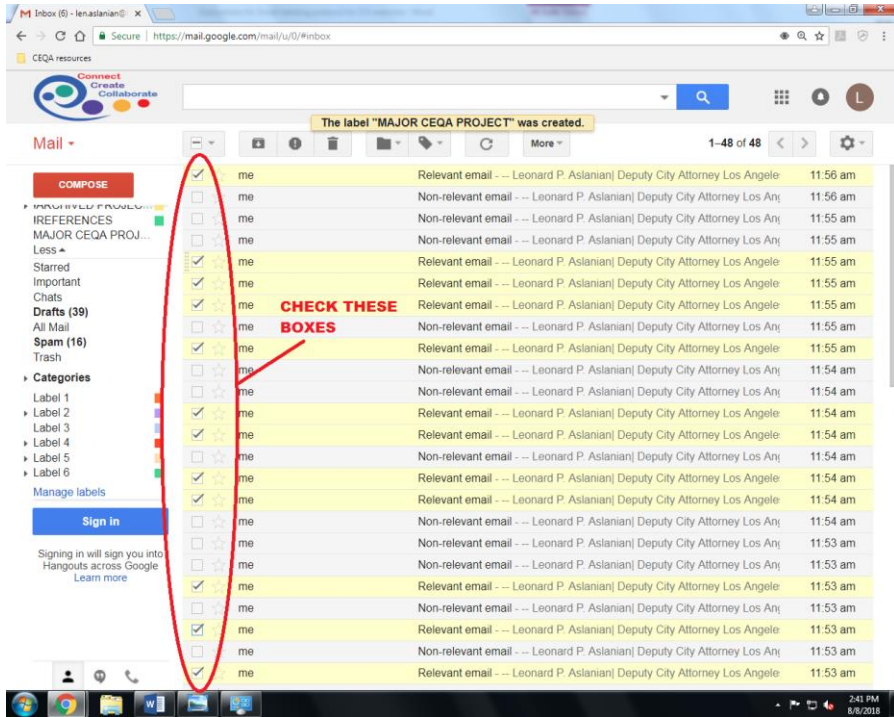 Inbox (6) - len.aslanian@
Secure | https://mail.google.com/mail/u/0/#inbox
CEQA resources
Connect
Create
Collaborate
L
The label "MAJOR CEQA PROJECT" was created.
Mail
More
1–48 of 48
COMPOSE
IREFERENCES
MAJOR CEQA PROJ...
Less
Starred
Important
Chats
Drafts (39)
All Mail
Spam (16)
Trash
Categories
Label 1
Label 2
Label 3
Label 4
Label 5
Label 6
Manage labels
Sign in
Signing in will sign you into
Hangouts across Google
Learn more
me Relevant email - -- Leonard P. Aslanian| Deputy City Attorney Los Angele 11:56 am
me Non-relevant email - -- Leonard P. Aslanian| Deputy City Attorney Los Ang 11:56 am
me Non-relevant email - -- Leonard P. Aslanian| Deputy City Attorney Los Ang 11:55 am
me Non-relevant email - -- Leonard P. Aslanian| Deputy City Attorney Los Ang 11:55 am
me Relevant email - -- Leonard P. Aslanian| Deputy City Attorney Los Angele 11:55 am
me Relevant email - -- Leonard P. Aslanian| Deputy City Attorney Los Angele 11:55 am
me Relevant email - -- Leonard P. Aslanian| Deputy City Attorney Los Angele 11:55 am
CHECK THESE
BOXES
me Non-relevant email - -- Leonard P. Aslanian| Deputy City Attorney Los Ang 11:55 am
me Relevant email - -- Leonard P. Aslanian| Deputy City Attorney Los Angele 11:55 am
me Non-relevant email - -- Leonard P. Aslanian| Deputy City Attorney Los Ang 11:54 am
me Non-relevant email - -- Leonard P. Aslanian| Deputy City Attorney Los Ang 11:54 am
me Relevant email - -- Leonard P. Aslanian| Deputy City Attorney Los Angele 11:54 am
me Relevant email - -- Leonard P. Aslanian| Deputy City Attorney Los Angele 11:54 am
me Non-relevant email - -- Leonard P. Aslanian| Deputy City Attorney Los Ang 11:54 am
me Relevant email - -- Leonard P. Aslanian| Deputy City Attorney Los Angele 11:54 am
me Relevant email - -- Leonard P. Aslanian| Deputy City Attorney Los Angele 11:54 am
me Non-relevant email - -- Leonard P. Aslanian| Deputy City Attorney Los Ang 11:54 am
me Non-relevant email - -- Leonard P. Aslanian| Deputy City Attorney Los Ang 11:53 am
me Non-relevant email - -- Leonard P. Aslanian| Deputy City Attorney Los Ang 11:53 am
me Relevant email - -- Leonard P. Aslanian| Deputy City Attorney Los Angele 11:53 am
me Non-relevant email - -- Leonard P. Aslanian| Deputy City Attorney Los Ang 11:53 am
me Relevant email - -- Leonard P. Aslanian| Deputy City Attorney Los Angele 11:53 am
me Non-relevant email - -- Leonard P. Aslanian| Deputy City Attorney Los Ang 11:53 am
me Relevant email - -- Leonard P. Aslanian| Deputy City Attorney Los Angele 11:53 am
2:41 PM
8/8/2018